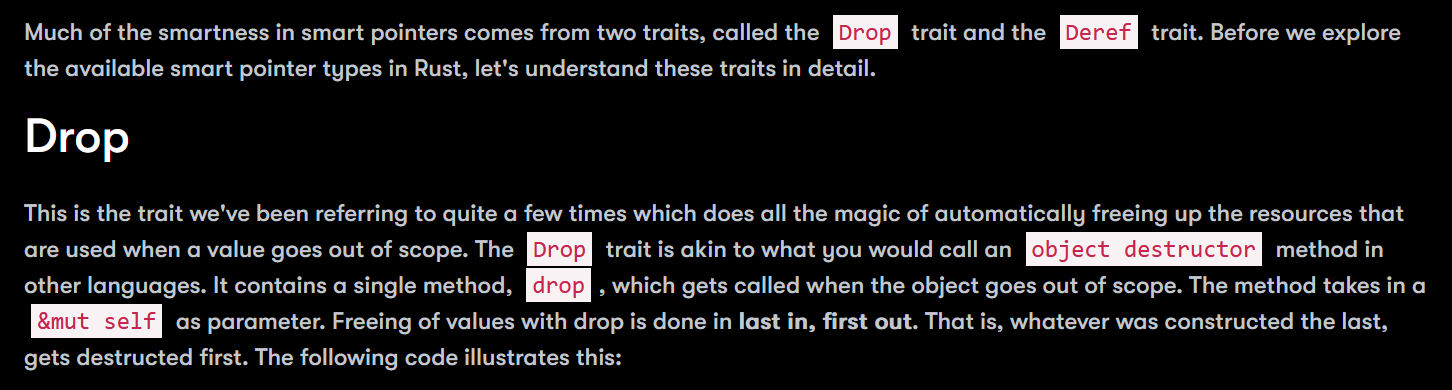 Much of the smartness in smart pointers comes from two traits, called the Drop trait and the Deref trait. Before we explore
the available smart pointer types in Rust, let's understand these traits in detail.
Drop
This is the trait we've been referring to quite a few times which does all the magic of automatically freeing up the resources that
are used when a value goes out of scope. The Drop trait is akin to what you would call an object destructor method in
other languages. It contains a single method, drop , which gets called when the object goes out of scope. The method takes in a
&mut self as parameter. Freeing of values with drop is done in last in, first out. That is, whatever was constructed the last,
gets destructed first. The following code illustrates this: